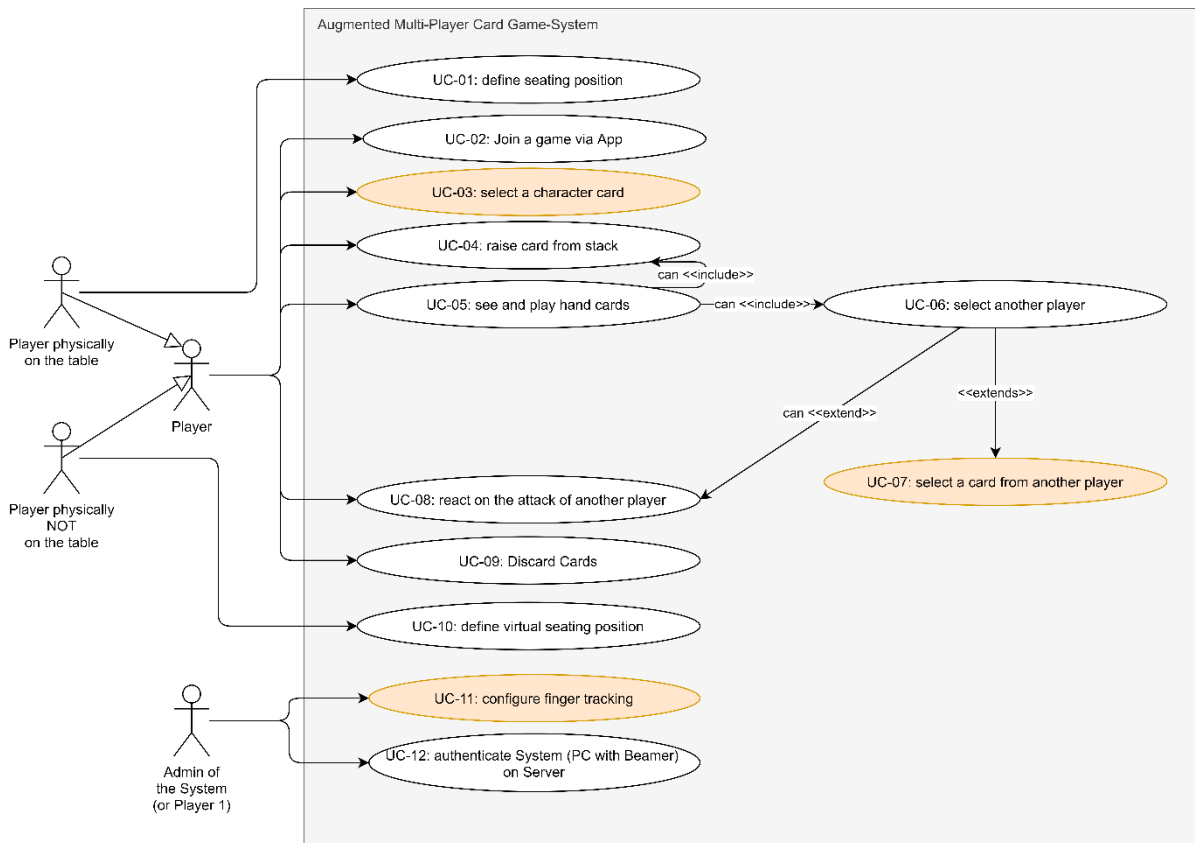 Augmented Multi-Player Card Game-System
UC-01: define seating position
UC-02: Join a game via App
UC-03: select a character card
UC-04: raise card from stack
can <<include>>
UC-05: see and play hand cards
can <<include>>
UC-06: select another player
Player physically
on the table
Player
can <<extend>>
<<extends>>
UC-07: select a card from another player
Player physically
NOT
on the table
UC-08: react on the attack of another player
UC-09: Discard Cards
UC-10: define virtual seating position
UC-11: configure finger tracking
UC-12: authenticate System (PC with Beamer)
on Server
Admin of
the System
(or Player 1)